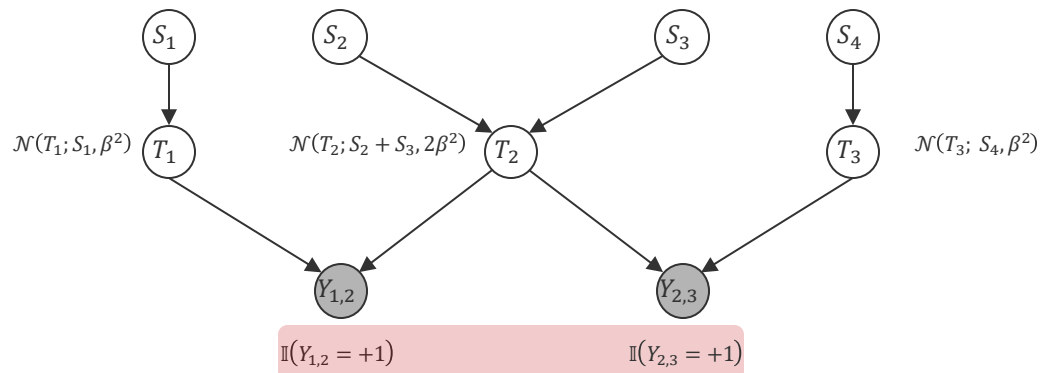 S₁ S₂ S₃ S₄
𝒩(T₁; S₁, β²) T₁ 𝒩(T₂; S₂ + S₃, 2β²) T₂ T₃ 𝒩(T₃; S₄, β²)
Y₁,₂ Y₂,₃
𝕀(Y₁,₂ = +1) 𝕀(Y₂,₃ = +1)